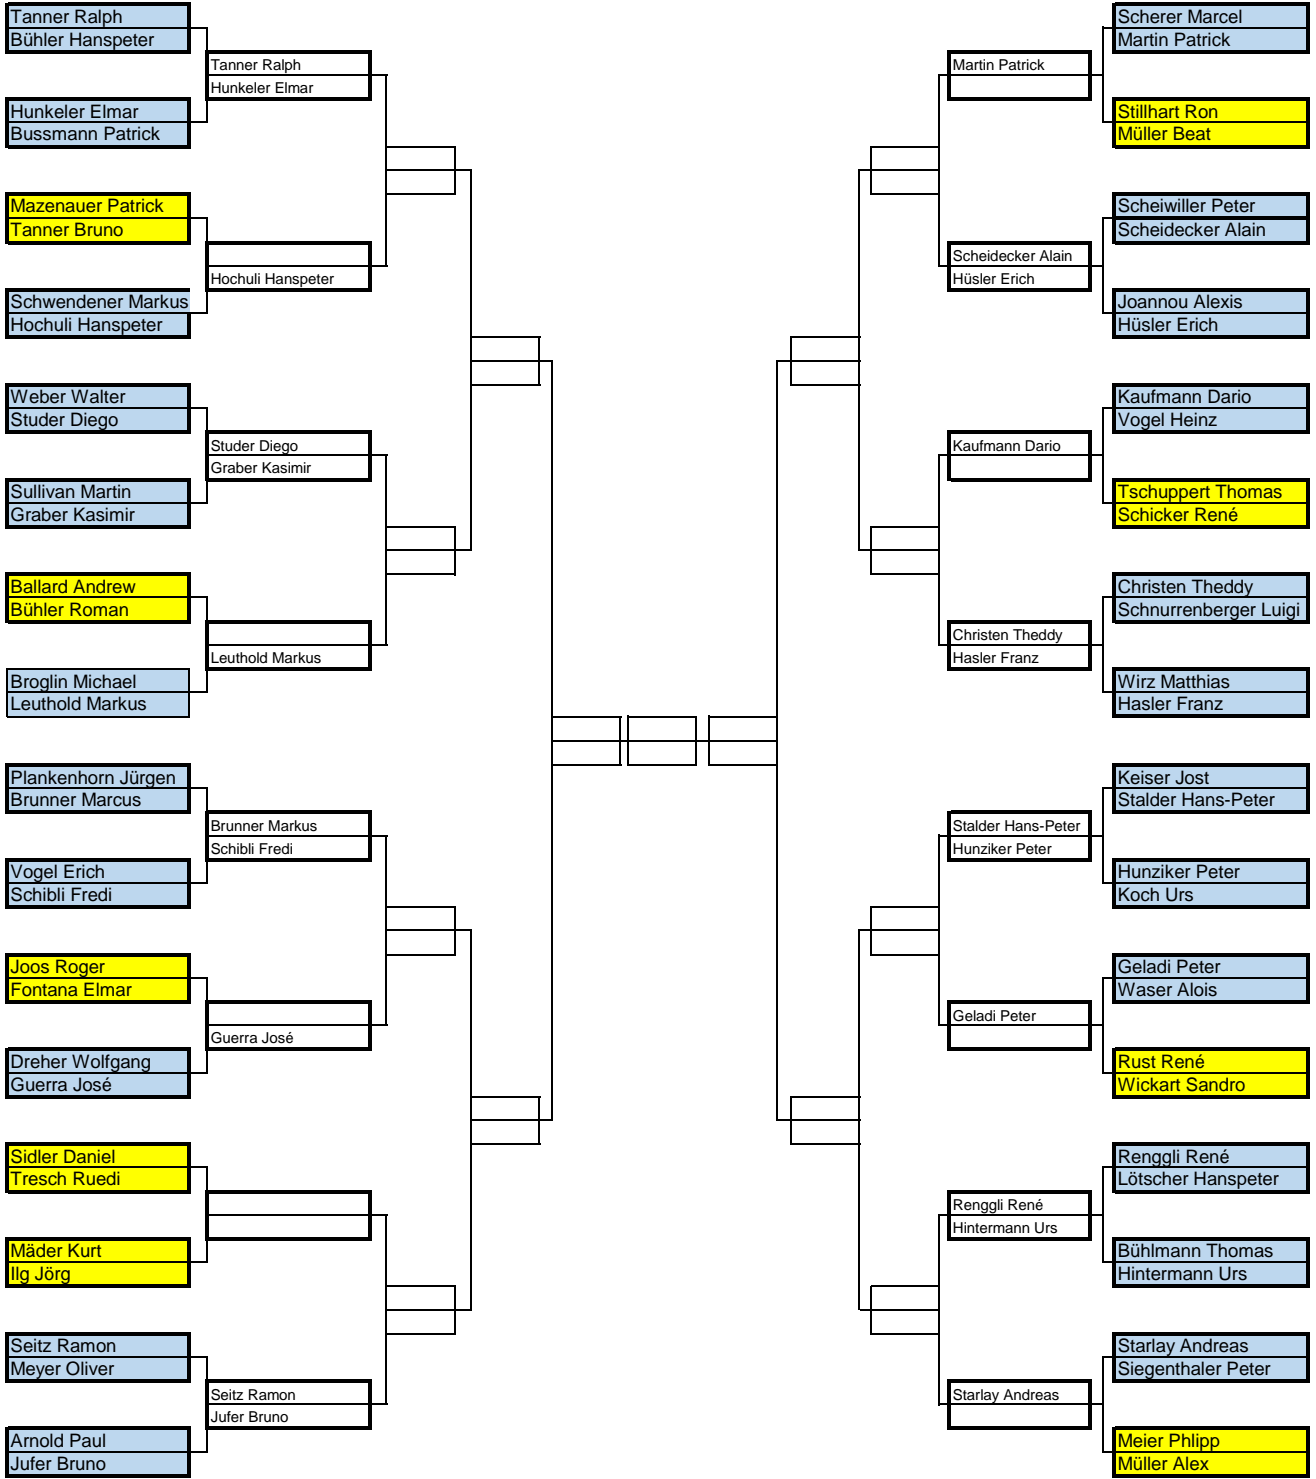 Tanner Ralph
Bühler Hanspeter
Hunkeler Elmar
Bussmann Patrick
Mazenauer Patrick
Tanner Bruno
Schwendener Markus
Hochuli Hanspeter
Weber Walter
Studer Diego
Sullivan Martin
Graber Kasimir
Ballard Andrew
Bühler Roman
Broglin Michael
Leuthold Markus
Plankenhorn Jürgen
Brunner Marcus
Vogel Erich
Schibli Fredi
Joos Roger
Fontana Elmar
Dreher Wolfgang
Guerra José
Sidler Daniel
Tresch Ruedi
Mäder Kurt
Ilg Jörg
Seitz Ramon
Meyer Oliver
Arnold Paul
Jufer Bruno
Tanner Ralph
Hunkeler Elmar
Hochuli Hanspeter
Studer Diego
Graber Kasimir
Leuthold Markus
Brunner Markus
Schibli Fredi
Guerra José
Seitz Ramon
Jufer Bruno
Martin Patrick
Scheidecker Alain
Hüsler Erich
Kaufmann Dario
Christen Theddy
Hasler Franz
Stalder Hans-Peter
Hunziker Peter
Geladi Peter
Renggli René
Hintermann Urs
Starlay Andreas
Scherer Marcel
Martin Patrick
Stillhart Ron
Müller Beat
Scheiwiller Peter
Scheidecker Alain
Joannou Alexis
Hüsler Erich
Kaufmann Dario
Vogel Heinz
Tschuppert Thomas
Schicker René
Christen Theddy
Schnurrenberger Luigi
Wirz Matthias
Hasler Franz
Keiser Jost
Stalder Hans-Peter
Hunziker Peter
Koch Urs
Geladi Peter
Waser Alois
Rust René
Wickart Sandro
Renggli René
Lötscher Hanspeter
Bühlmann Thomas
Hintermann Urs
Starlay Andreas
Siegenthaler Peter
Meier Phlipp
Müller Alex